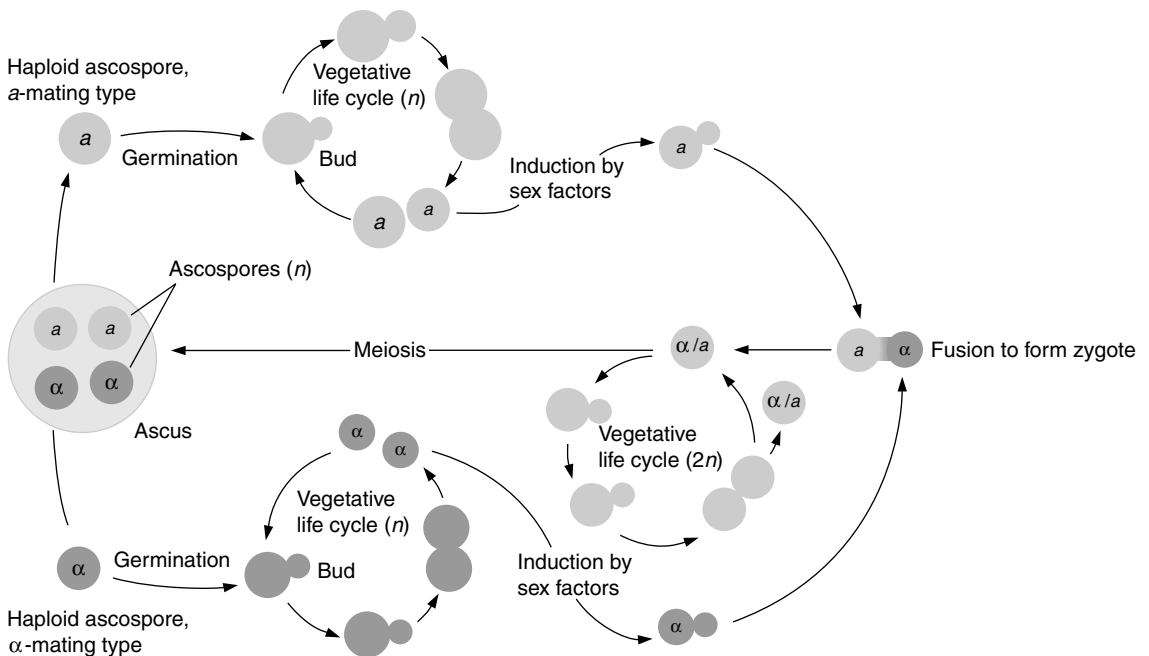 Haploid ascospore,
a-mating type
a
Germination
Bud
Vegetative
life cycle (n)
a
a
Induction by
sex factors
a
Ascospores (n)
a
a
α
α
Ascus
Meiosis
α/a
a
α
Fusion to form zygote
α/a
Vegetative
life cycle (2n)
α
α
Vegetative
life cycle (n)
α
Germination
Bud
Induction by
sex factors
α
Haploid ascospore,
α-mating type